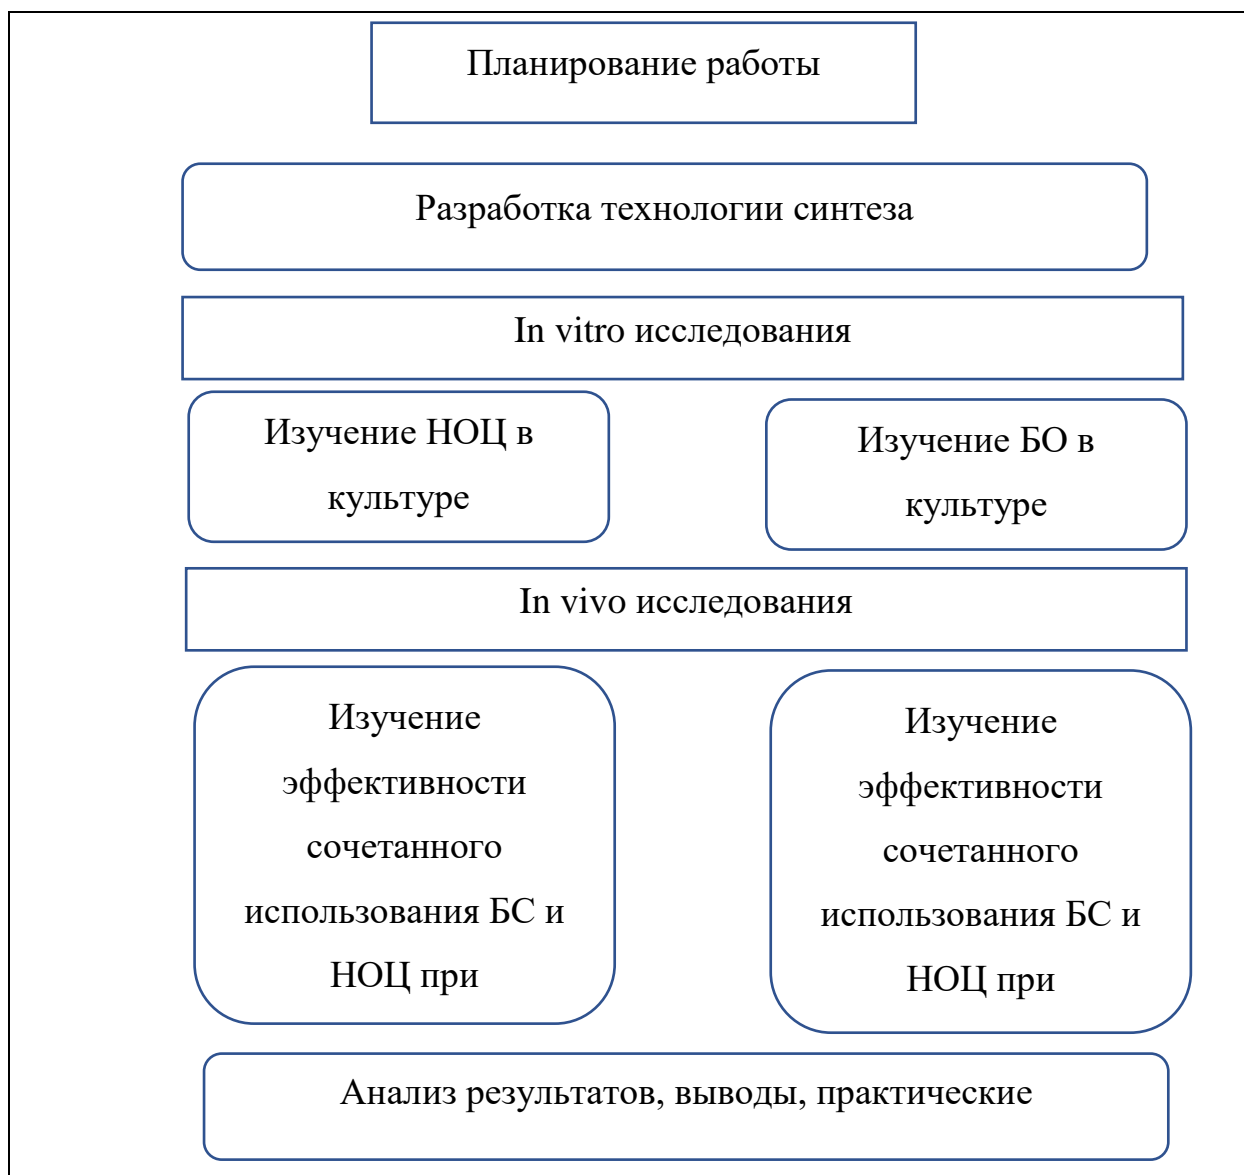 Планирование работы
Разработка технологии синтеза
In vitro исследования
Изучение НОЦ в
культуре
Изучение БО в
культуре
In vivo исследования
Изучение
эффективности
сочетанного
использования БС и
НОЦ при
Изучение
эффективности
сочетанного
использования БС и
НОЦ при
Анализ результатов, выводы, практические